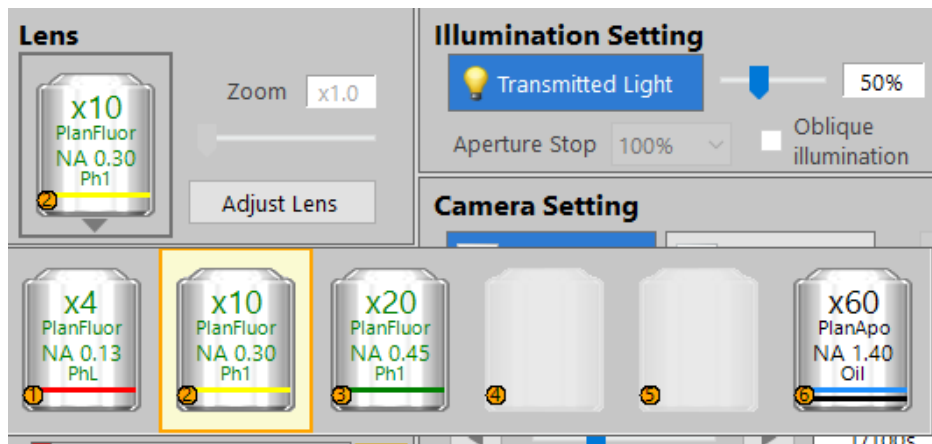 Lens
x10
PlanFluor
NA 0.30
Ph1
2
Zoom x1.0
Adjust Lens
Illumination Setting
Transmitted Light 50%
Aperture Stop 100%
Oblique
illumination
Camera Setting
x4
PlanFluor
NA 0.13
PhL
1
x10
PlanFluor
NA 0.30
Ph1
2
x20
PlanFluor
NA 0.45
Ph1
3
4
5
x60
PlanApo
NA 1.40
Oil
6
1/100s